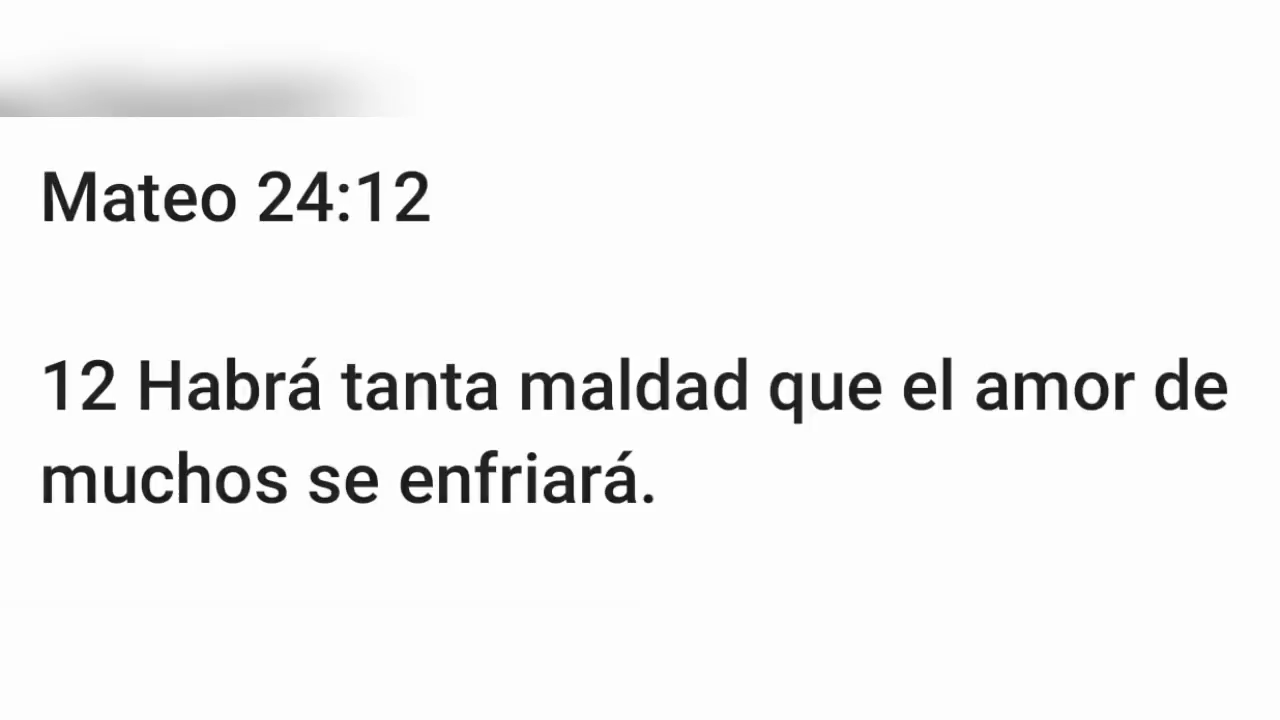 Mateo 24:12
12 Habrá tanta maldad que el amor de
muchos se enfriará.